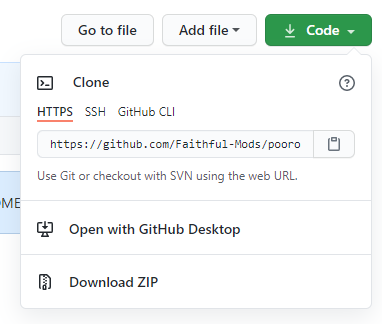 Go to file Add file Code
Clone
HTTPS SSH GitHub CLI
https://github.com/Faithful-Mods/pooro
Use Git or checkout with SVN using the web URL.
OME
Open with GitHub Desktop
Download ZIP